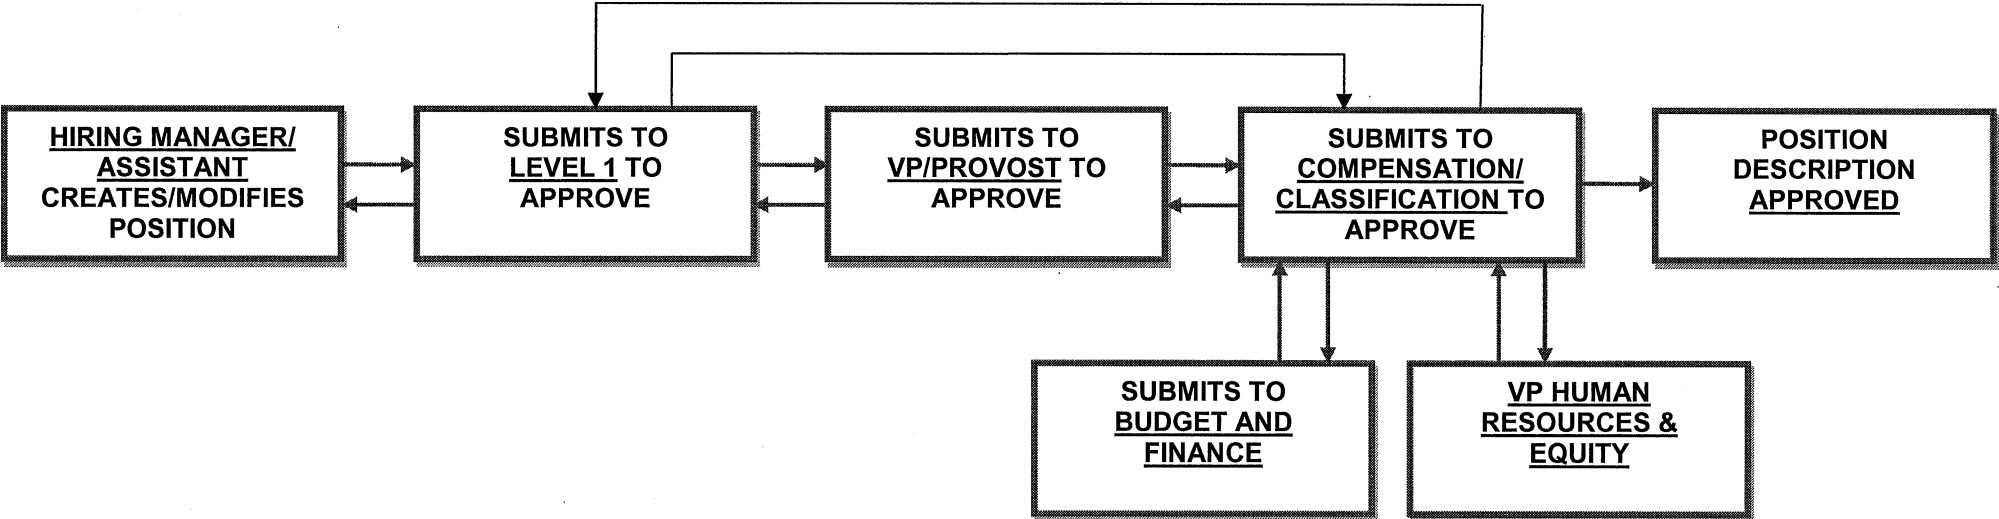 HIRING MANAGER/
ASSISTANT
CREATES/MODIFIES
POSITION
SUBMITS TO
LEVEL 1 TO
APPROVE
SUBMITS TO
VP/PROVOST TO
APPROVE
SUBMITS TO
COMPENSATION/
CLASSIFICATION TO
APPROVE
POSITION
DESCRIPTION
APPROVED
SUBMITS TO
BUDGET AND
FINANCE
VP HUMAN
RESOURCES &
EQUITY